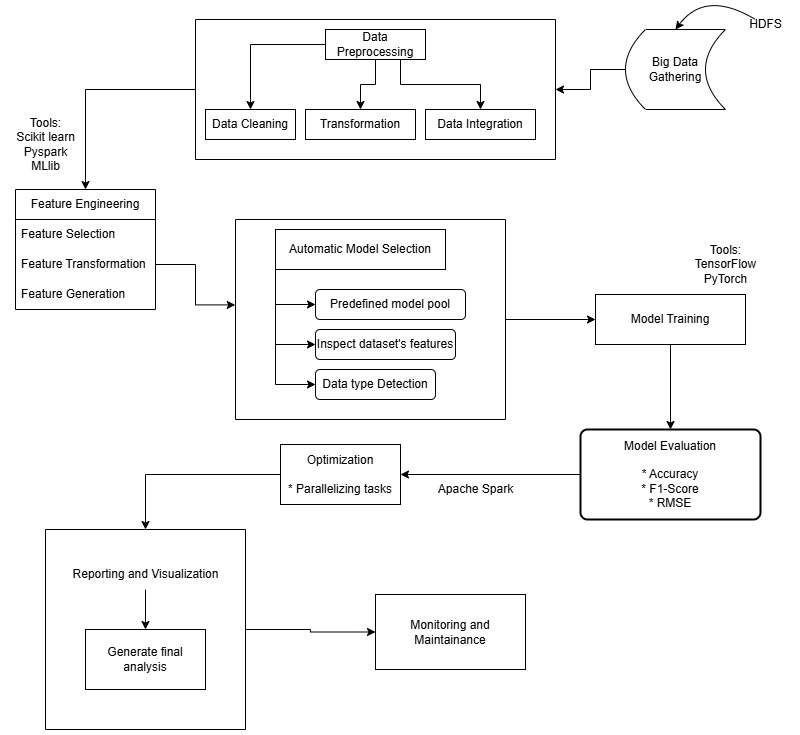 HDFS
Big Data
Gathering
Data
Preprocessing
Data Cleaning
Transformation
Data Integration
Tools:
Scikit learn
Pyspark
MLlib
Feature Engineering
Feature Selection
Feature Transformation
Feature Generation
Automatic Model Selection
Predefined model pool
Inspect dataset's features
Data type Detection
Tools:
TensorFlow
PyTorch
Model Training
Model Evaluation
* Accuracy
* F1-Score
* RMSE
Apache Spark
Optimization
* Parallelizing tasks
Reporting and Visualization
Generate final
analysis
Monitoring and
Maintainance